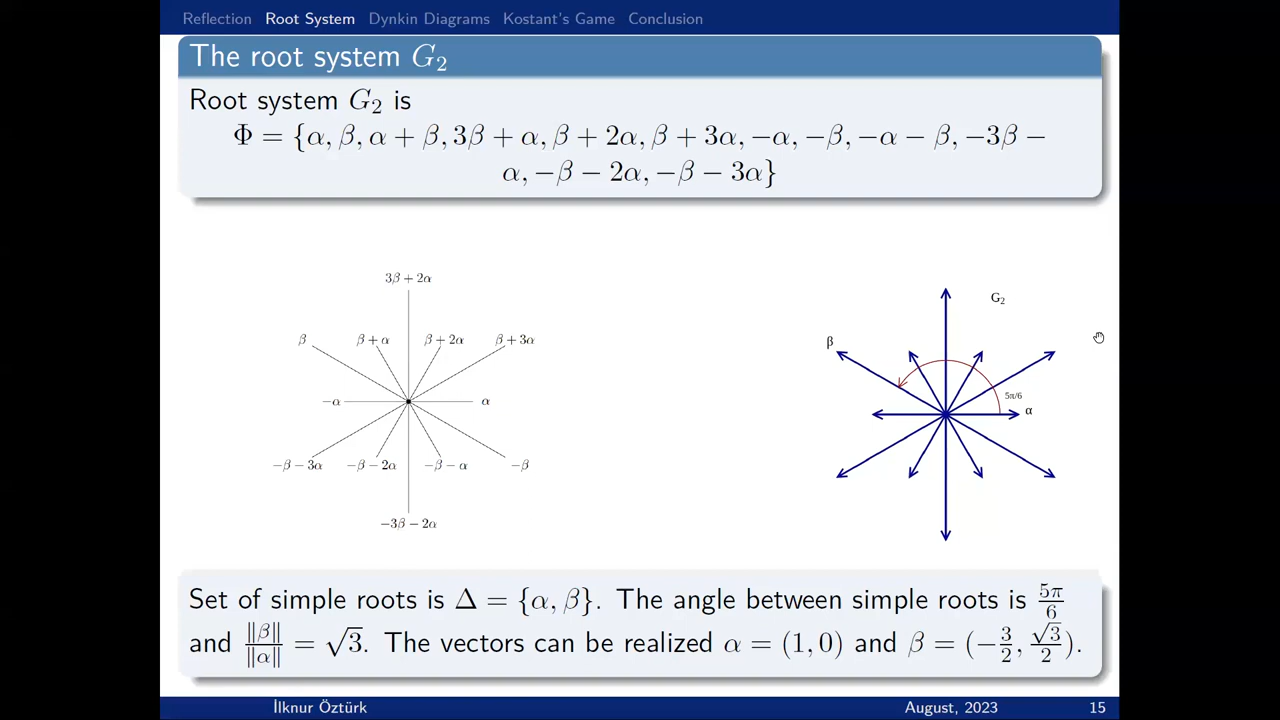 Reflection Root System Dynkin Diagrams Kostant's Game Conclusion
The root system G₂
Root system G₂ is
Φ = {α, β, α + β, 3β + α, β + 2α, β + 3α, −α, −β, −α − β, −3β −
α, −β − 2α, −β − 3α}
3β + 2α
β
β + α
β + 2α
β + 3α
−α
α
−β − 3α
−β − 2α
−β − α
−β
−3β − 2α
G₂
β
5π/6
α
Set of simple roots is Δ = {α, β}. The angle between simple roots is 5π/6
and ‖β‖/‖α‖ = √3. The vectors can be realized α = (1, 0) and β = (−3/2, √3/2).
İlknur Öztürk August, 2023 15